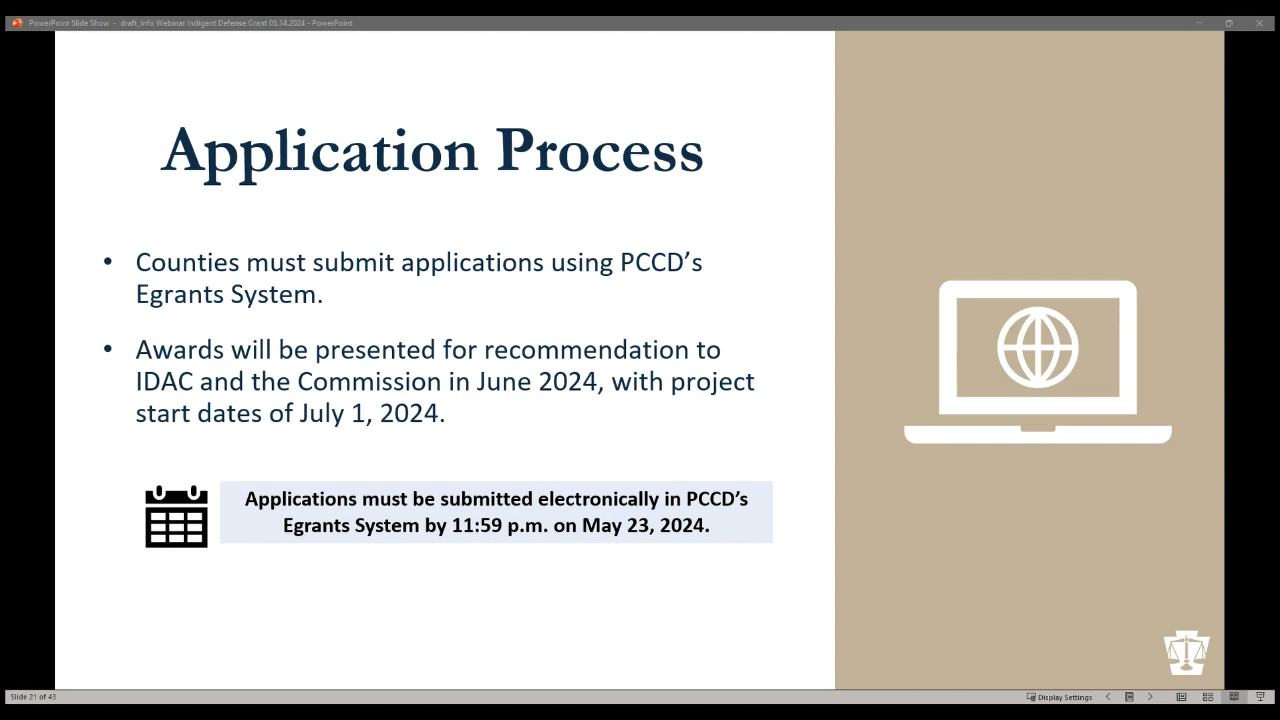 PowerPoint Slide Show - draft_Info Webinar Indigent Defense Grant 05.14.2024 - PowerPoint
Application Process
• Counties must submit applications using PCCD’s
Egrants System.
• Awards will be presented for recommendation to
IDAC and the Commission in June 2024, with project
start dates of July 1, 2024.
Applications must be submitted electronically in PCCD’s
Egrants System by 11:59 p.m. on May 23, 2024.
Slide 21 of 43
Display Settings